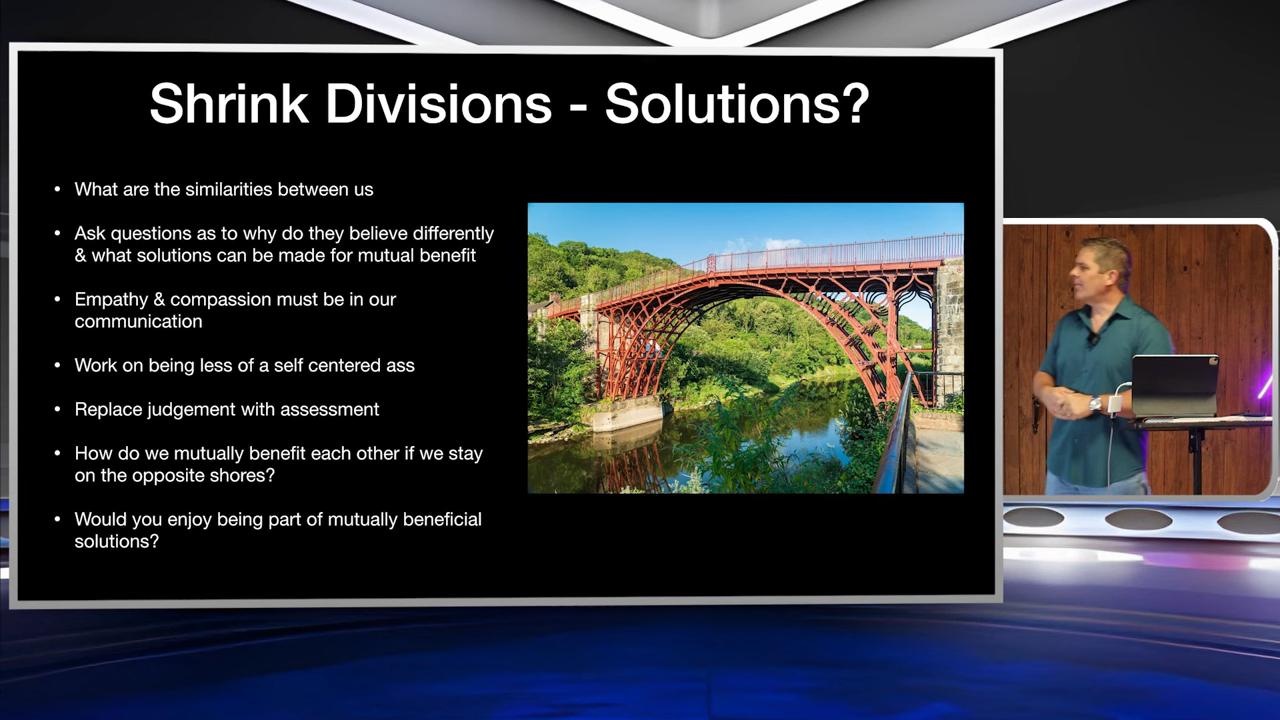 Shrink Divisions - Solutions?
• What are the similarities between us
• Ask questions as to why do they believe differently
& what solutions can be made for mutual benefit
• Empathy & compassion must be in our
communication
• Work on being less of a self centered ass
• Replace judgement with assessment
• How do we mutually benefit each other if we stay
on the opposite shores?
• Would you enjoy being part of mutually beneficial
solutions?